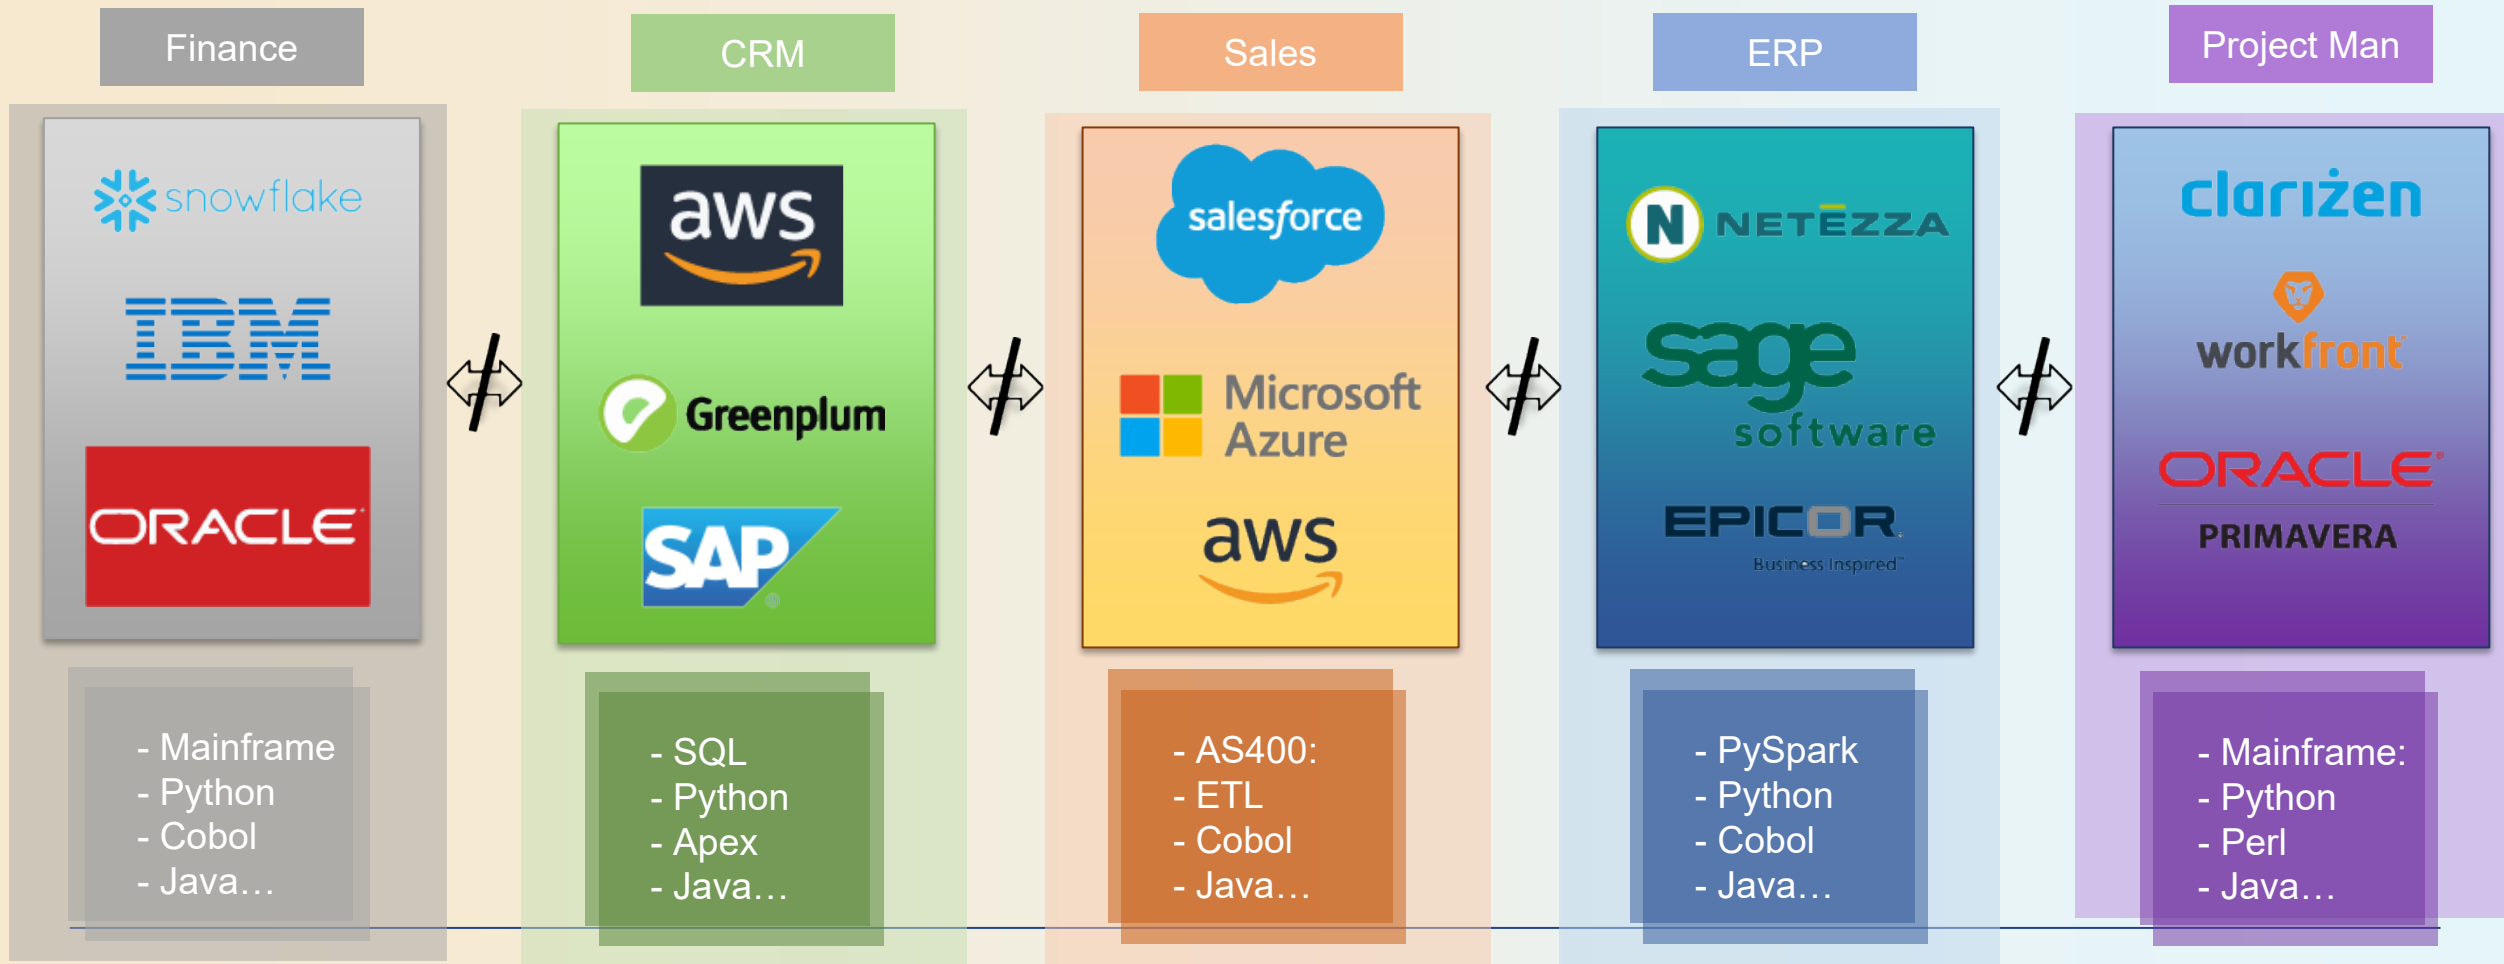 Finance
CRM
Sales
ERP
Project Man
snowflake
IBM
ORACLE
aws
Greenplum
SAP
®
salesforce
Microsoft
Azure
aws
N NETEZZA
sage
software
EPICOR
Business Inspired™
clarizen
workfront
ORACLE®
PRIMAVERA
- Mainframe
- Python
- Cobol
- Java…
- SQL
- Python
- Apex
- Java…
- AS400:
- ETL
- Cobol
- Java…
- PySpark
- Python
- Cobol
- Java…
- Mainframe:
- Python
- Perl
- Java…